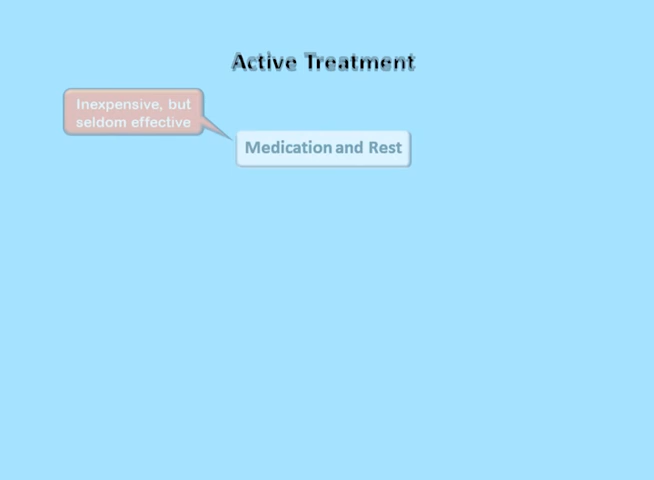 Active Treatment
Inexpensive, but
seldom effective
Medication and Rest